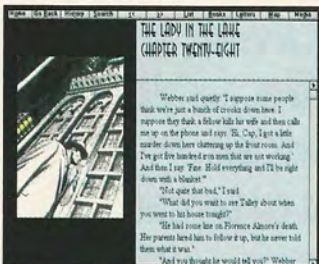 Home Go Back History Search List Books Letters Map Media
THE LADY IN THE LAKE
CHAPTER TWENTY-EIGHT
Webber said quietly: "I suppose some people
think we're just a bunch of crooks down here. I
suppose they think a fellow kills his wife and then calls
me up on the phone and says: 'Hi, Cap, I got a little
murder down here cluttering up the front room. And
I've got five hundred iron men that are not working.'
And then I say: 'Fine. Hold everything and I'll be right
down with a blanket.'"
"Not quite that bad," I said.
"What did you want to see Talley about when
you went to his house tonight?"
"He had some line on Florence Almore's death.
Her parents hired him to follow it up, but he never told
them what it was."
"And you thought he would tell you?" Webber